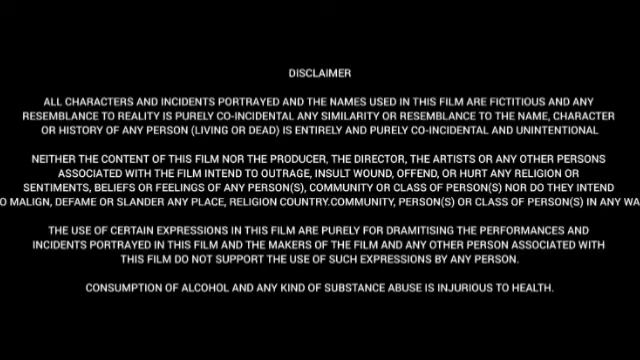 DISCLAIMER
ALL CHARACTERS AND INCIDENTS PORTRAYED AND THE NAMES USED IN THIS FILM ARE FICTITIOUS AND ANY
RESEMBLANCE TO REALITY IS PURELY CO-INCIDENTAL ANY SIMILARITY OR RESEMBLANCE TO THE NAME, CHARACTER
OR HISTORY OF ANY PERSON (LIVING OR DEAD) IS ENTIRELY AND PURELY CO-INCIDENTAL AND UNINTENTIONAL
NEITHER THE CONTENT OF THIS FILM NOR THE PRODUCER, THE DIRECTOR, THE ARTISTS OR ANY OTHER PERSONS
ASSOCIATED WITH THE FILM INTEND TO OUTRAGE, INSULT WOUND, OFFEND, OR HURT ANY RELIGION OR
SENTIMENTS, BELIEFS OR FEELINGS OF ANY PERSON(S), COMMUNITY OR CLASS OF PERSON(S) NOR DO THEY INTEND
O MALIGN, DEFAME OR SLANDER ANY PLACE, RELIGION COUNTRY.COMMUNITY, PERSON(S) OR CLASS OF PERSON(S) IN ANY WA
THE USE OF CERTAIN EXPRESSIONS IN THIS FILM ARE PURELY FOR DRAMITISING THE PERFORMANCES AND
INCIDENTS PORTRAYED IN THIS FILM AND THE MAKERS OF THE FILM AND ANY OTHER PERSON ASSOCIATED WITH
THIS FILM DO NOT SUPPORT THE USE OF SUCH EXPRESSIONS BY ANY PERSON.
CONSUMPTION OF ALCOHOL AND ANY KIND OF SUBSTANCE ABUSE IS INJURIOUS TO HEALTH.